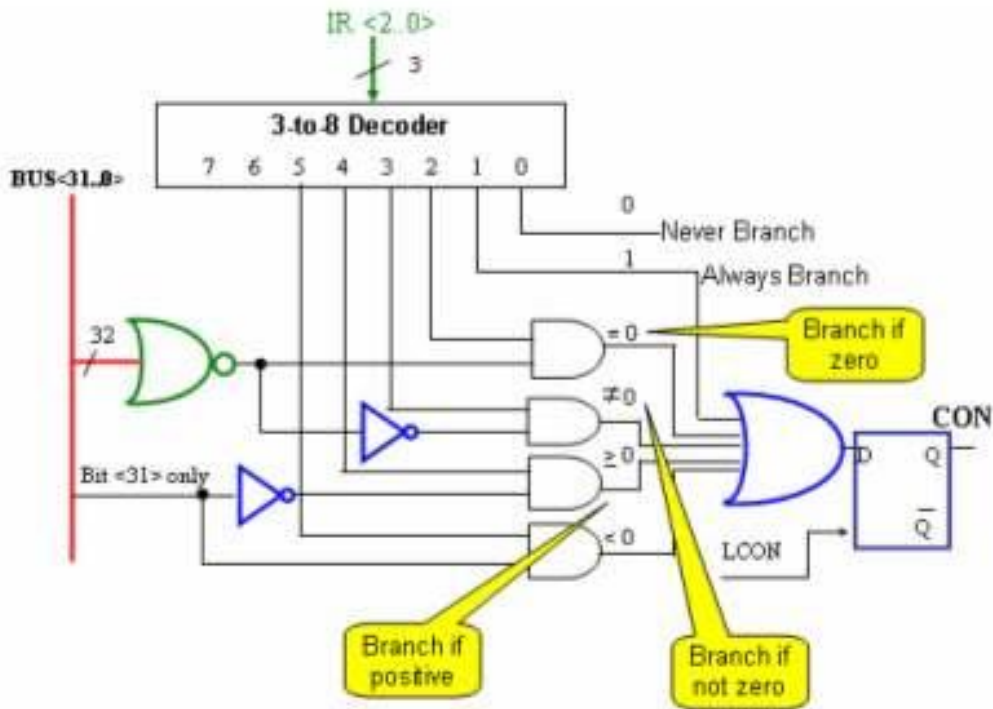 IR <2..0>
3
3-to-8 Decoder
7 6 5 4 3 2 1 0
BUS<31..0>
0
Never Branch
1
Always Branch
32
= 0
Branch if
zero
≠0
CON
≥ 0
D Q
Bit <31> only
Q̅
< 0
LCON
Branch if
positive
Branch if
not zero